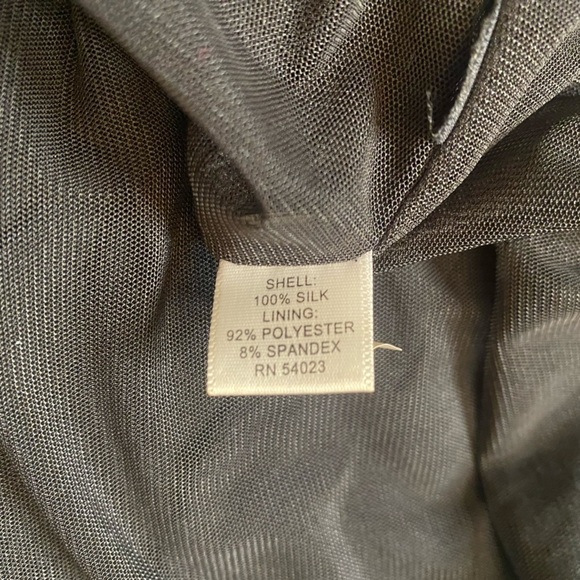 SHELL:
100% SILK
LINING:
92% POLYESTER
8% SPANDEX
RN 54023